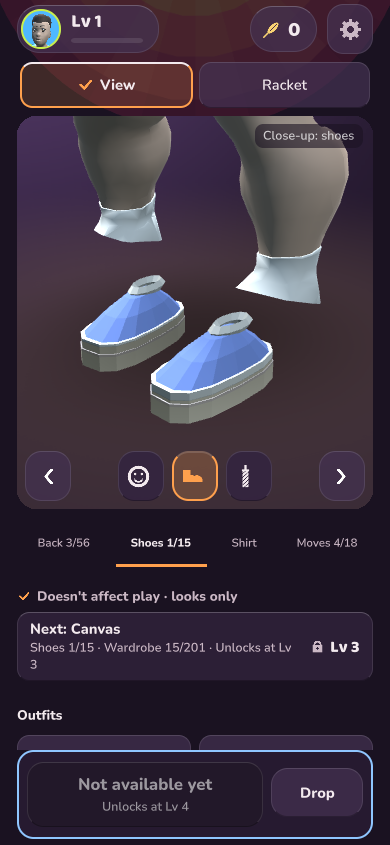 Lv 1
0
View
Racket
Close-up: shoes
Back 3/56
Shoes 1/15
Shirt
Moves 4/18
Doesn't affect play · looks only
Next: Canvas
Shoes 1/15 · Wardrobe 15/201 · Unlocks at Lv
3
Lv 3
Outfits
Not available yet
Unlocks at Lv 4
Drop